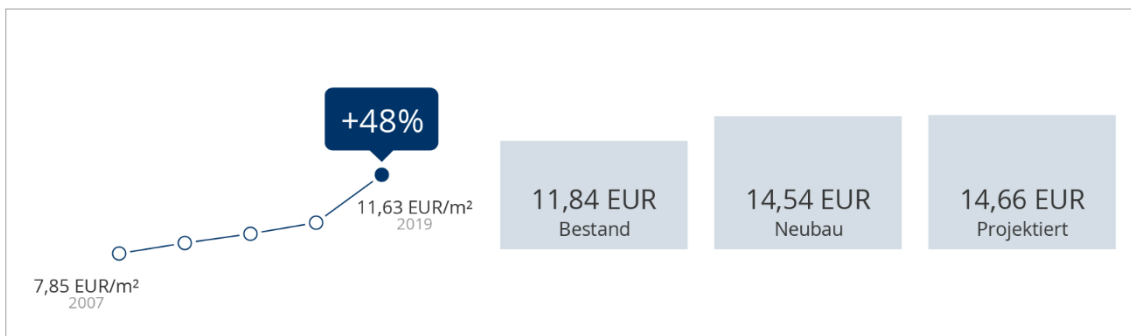 +48%
11,63 EUR/m²
2019
7,85 EUR/m²
2007
11,84 EUR
Bestand
14,54 EUR
Neubau
14,66 EUR
Projektiert